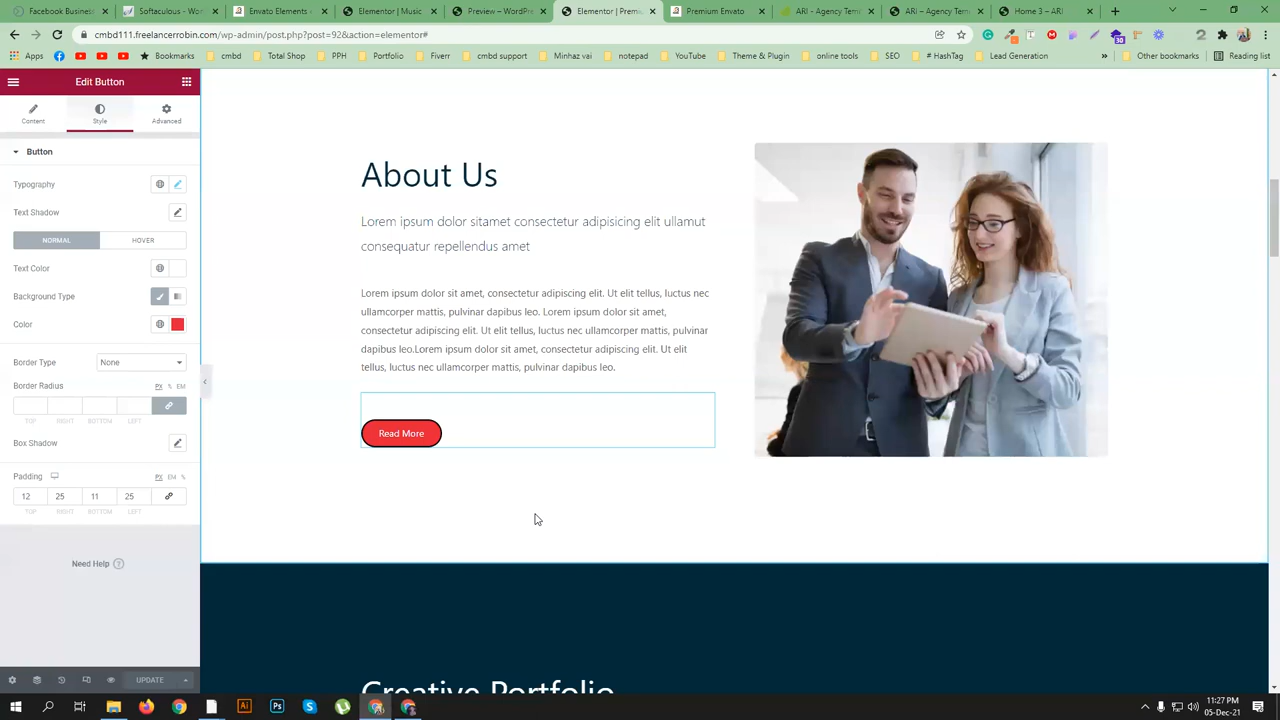 Envato Elements -
Preview - WordPre
Elementor | Prem
Premium Envato
ARI – Agency Tem
ARI – Agency Tem
Home 3 – ARI
cmbd111.freelancerrobin.com/wp-admin/post.php?post=92&action=elementor#
Apps
Bookmarks
cmbd
Total Shop
PPH
Portfolio
Fiverr
cmbd support
Minhaz vai
notepad
YouTube
Theme & Plugin
online tools
SEO
# HashTag
Lead Generation
Other bookmarks
Reading list
Edit Button
Content
Style
Advanced
Button
Typography
Text Shadow
NORMAL
HOVER
Text Color
Background Type
Color
Border Type
None
Border Radius
PX % EM
TOP RIGHT BOTTOM LEFT
Box Shadow
Padding
PX EM %
12 25 11 25
TOP RIGHT BOTTOM LEFT
Need Help
UPDATE
About Us
Lorem ipsum dolor sitamet consectetur adipisicing elit ullamut
consequatur repellendus amet
Lorem ipsum dolor sit amet, consectetur adipiscing elit. Ut elit tellus, luctus nec
ullamcorper mattis, pulvinar dapibus leo. Lorem ipsum dolor sit amet,
consectetur adipiscing elit. Ut elit tellus, luctus nec ullamcorper mattis, pulvinar
dapibus leo.Lorem ipsum dolor sit amet, consectetur adipiscing elit. Ut elit
tellus, luctus nec ullamcorper mattis, pulvinar dapibus leo.
Read More
Creative Portfolio
11:27 PM
05-Dec-21